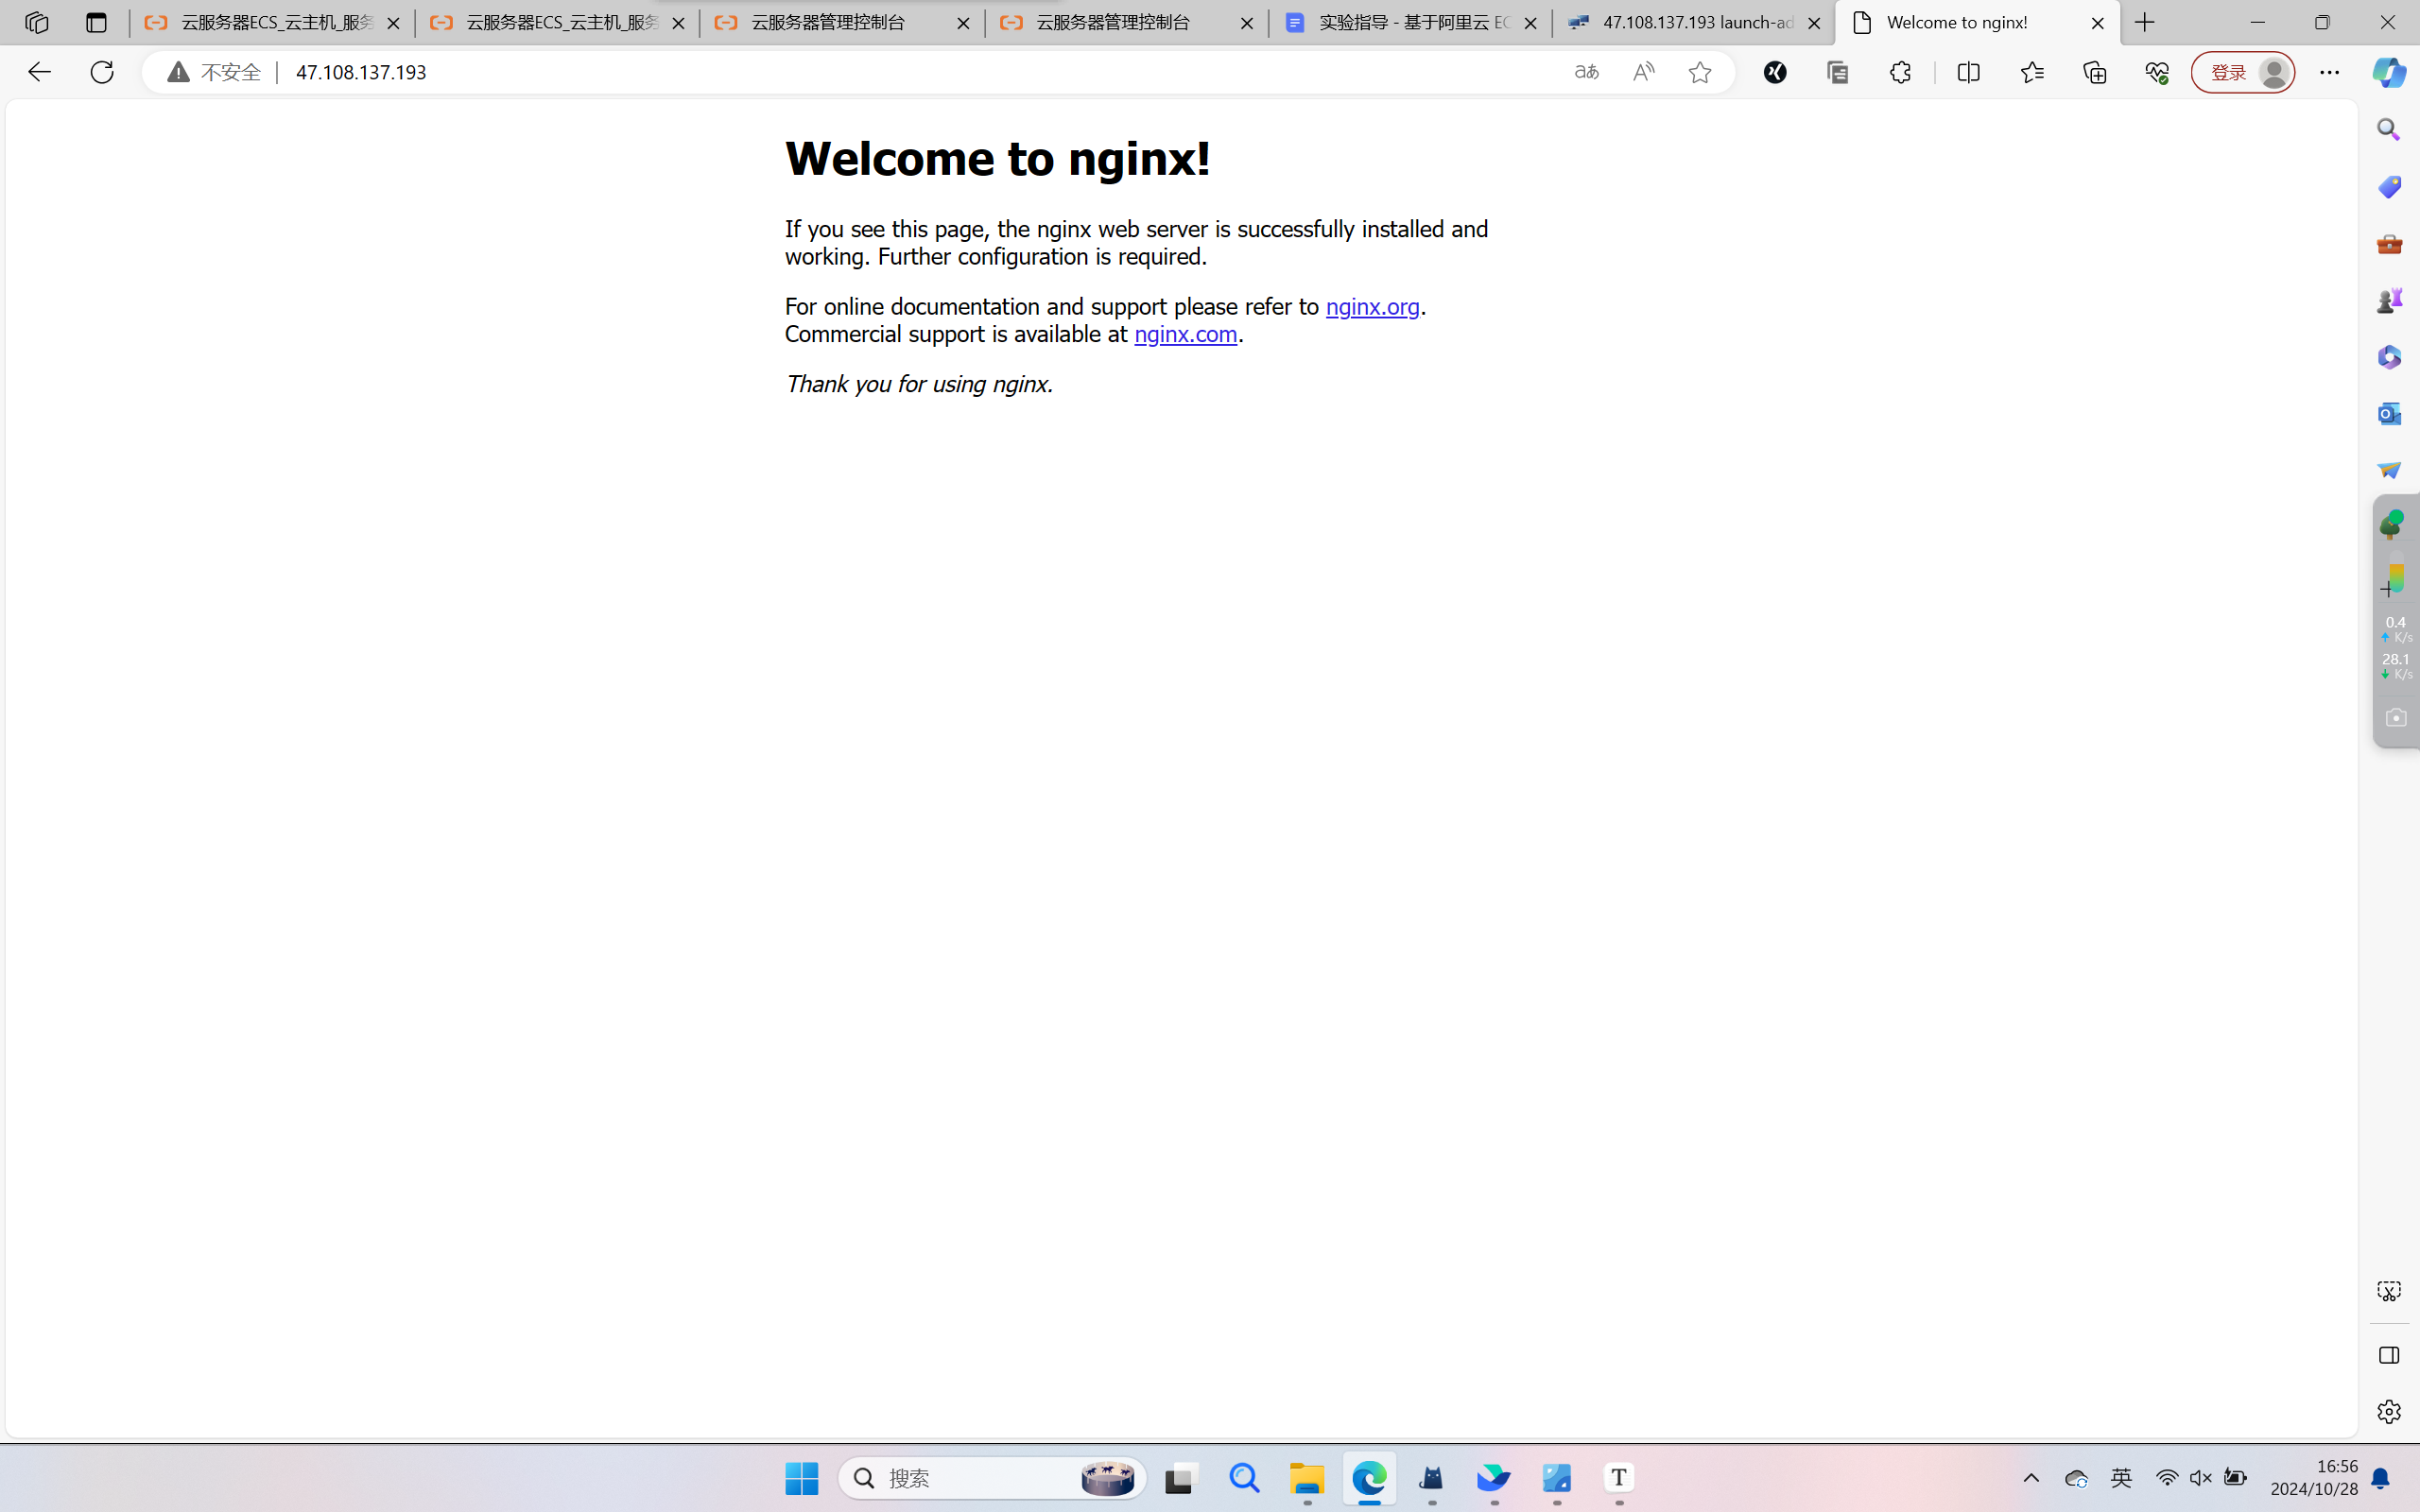 云服务器ECS_云主机_服务
云服务器ECS_云主机_服务
云服务器管理控制台
云服务器管理控制台
实验指导 - 基于阿里云 EC
47.108.137.193 launch-ad
Welcome to nginx!
不安全
47.108.137.193
aあ
登录
Welcome to nginx!
If you see this page, the nginx web server is successfully installed and
working. Further configuration is required.
For online documentation and support please refer to nginx.org.
Commercial support is available at nginx.com.
Thank you for using nginx.
0.4
K/s
28.1
K/s
搜索
英
16:56
2024/10/28